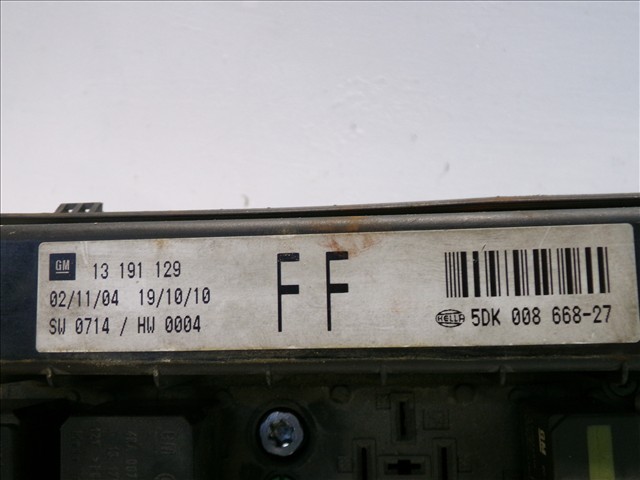 GM 13 191 129
02/11/04 19/10/10
SW 0714 / HW 0004
FF
HELLA 5DK 008 668-27